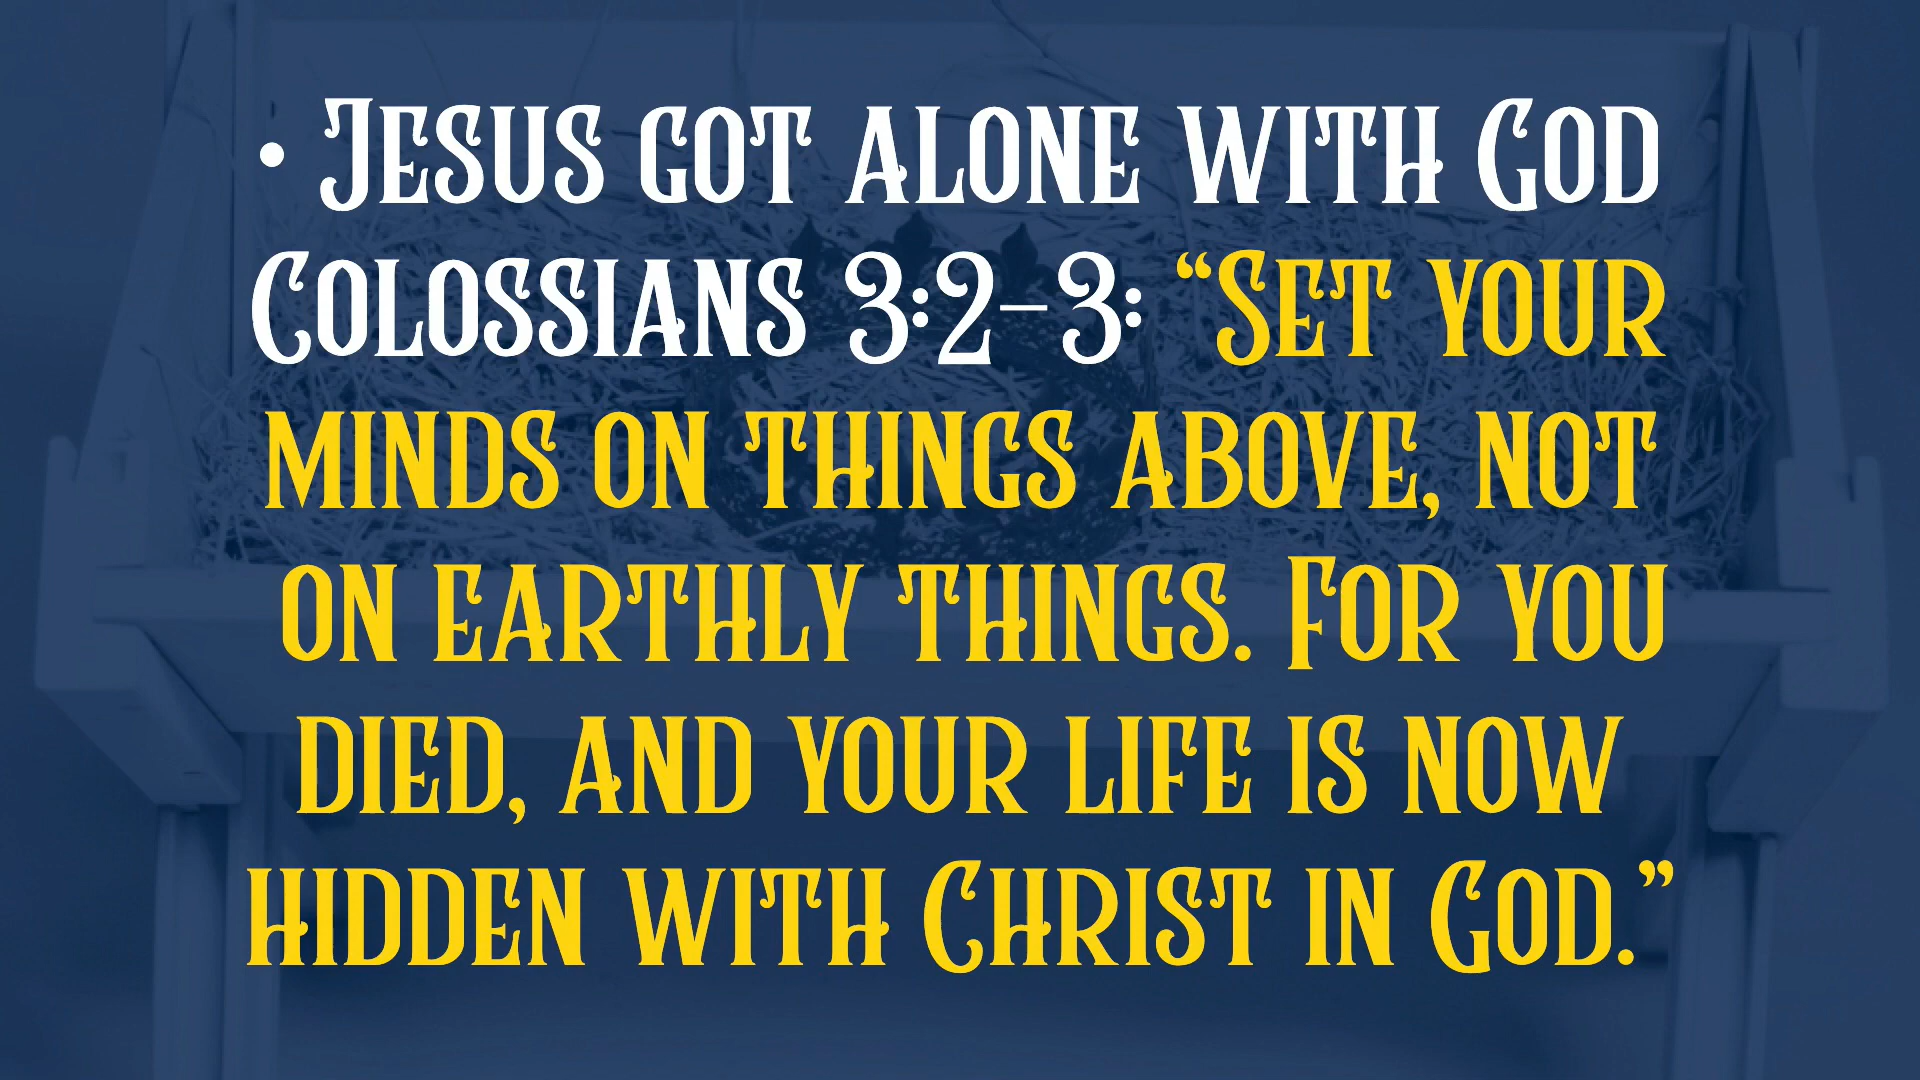 • Jesus got alone with God
Colossians 3:2-3: “Set your
minds on things above, not
on earthly things. For you
died, and your life is now
hidden with Christ in God.”